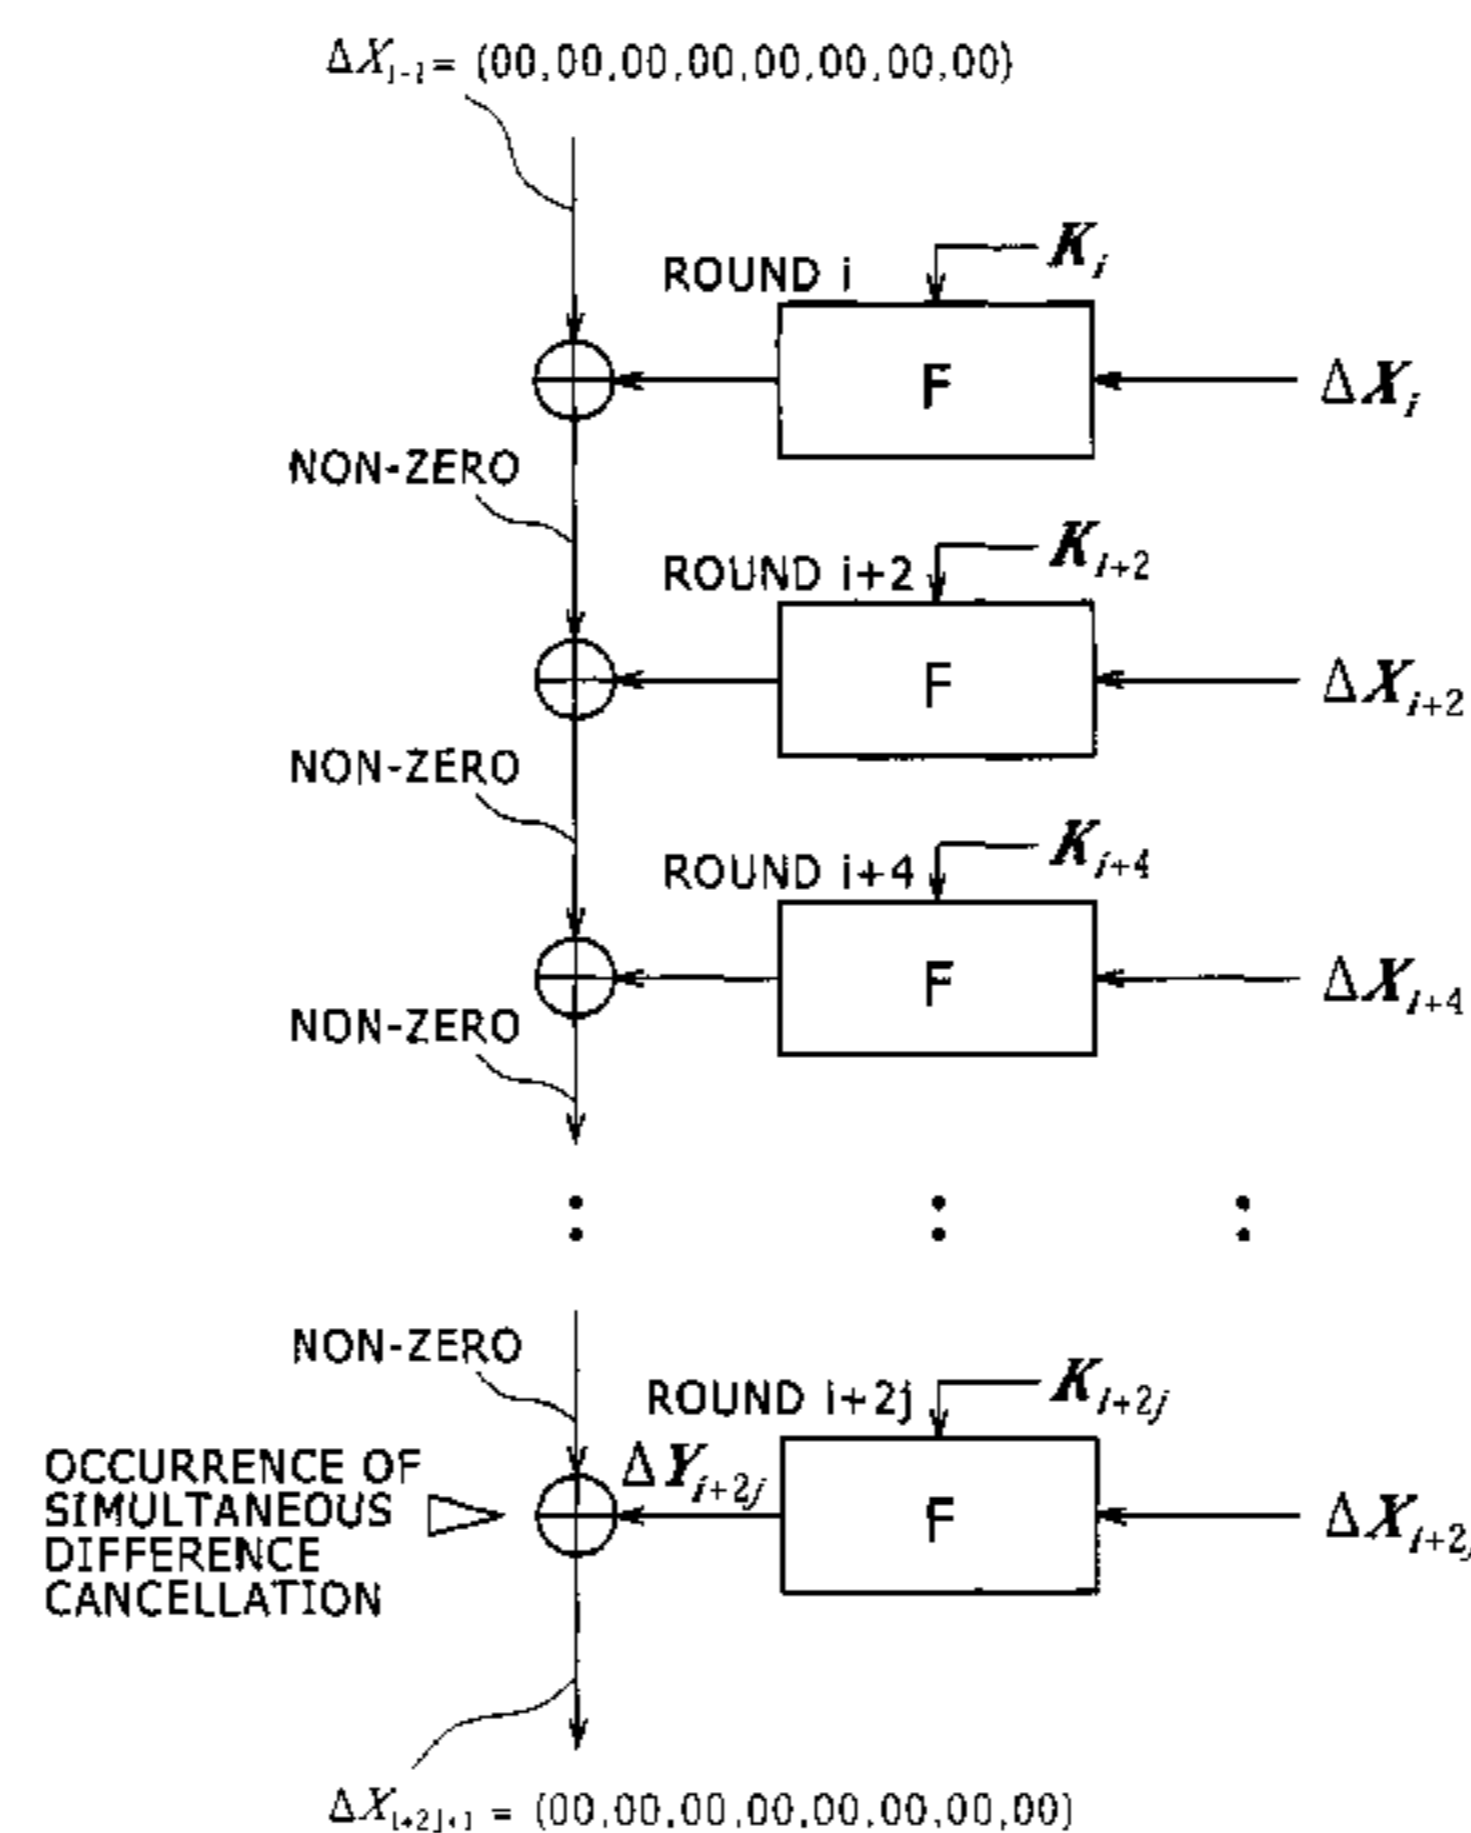 ΔX_{i-1} = (00,00,00,00,00,00,00,00)
K_i
ROUND i
F
ΔX_i
NON-ZERO
K_{i+2}
ROUND i+2
F
ΔX_{i+2}
NON-ZERO
K_{i+4}
ROUND i+4
F
ΔX_{i+4}
NON-ZERO
NON-ZERO
K_{i+2j}
ROUND i+2j
ΔY_{i+2j}
F
ΔX_{i+2j}
OCCURRENCE OF
SIMULTANEOUS
DIFFERENCE
CANCELLATION
ΔX_{i+2j+1} = (00,00,00,00,00,00,00,00)